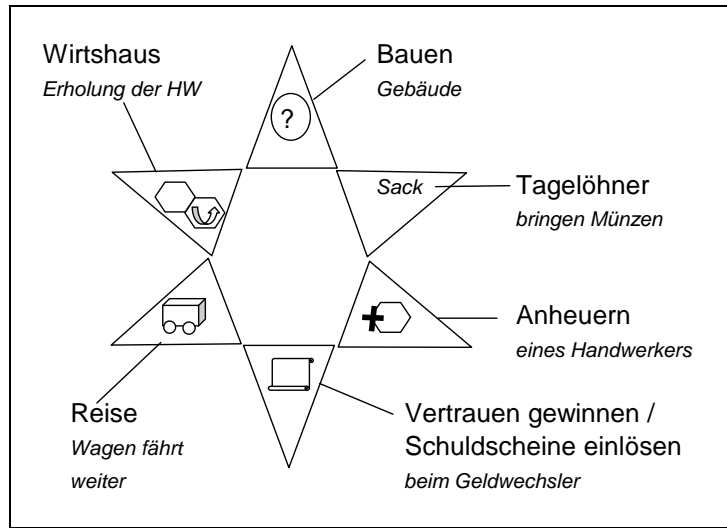 Wirtshaus
Erholung der HW
Bauen
Gebäude
?
Sack
Tagelöhner
bringen Münzen
Anheuern
eines Handwerkers
Reise
Wagen fährt
weiter
Vertrauen gewinnen /
Schuldscheine einlösen
beim Geldwechsler